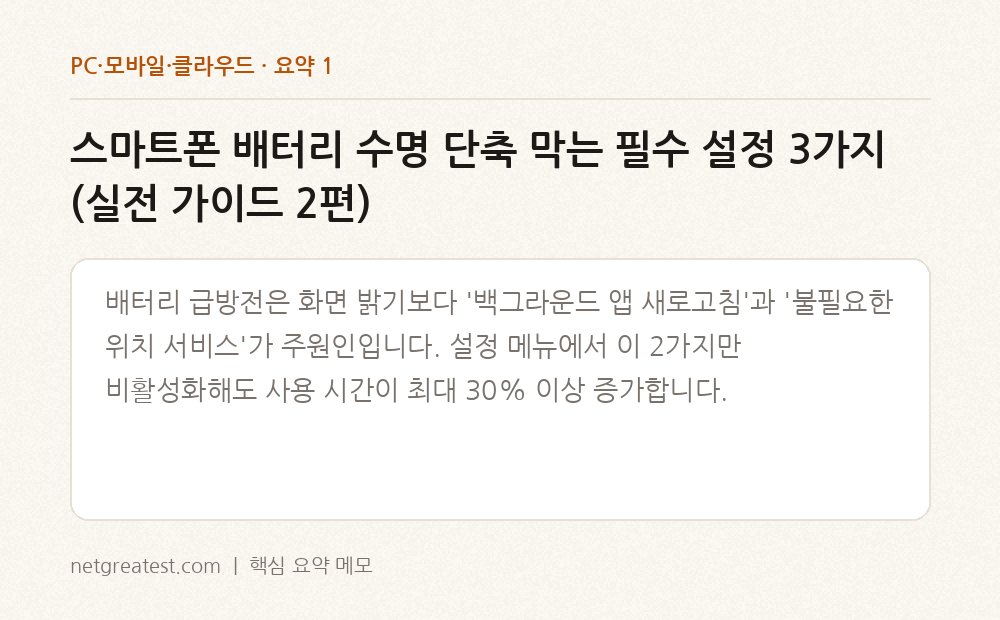 PC·모바일·클라우드 · 요약 1
스마트폰 배터리 수명 단축 막는 필수 설정 3가지
(실전 가이드 2편)
배터리 급방전은 화면 밝기보다 '백그라운드 앱 새로고침'과 '불필요한
위치 서비스'가 주원인입니다. 설정 메뉴에서 이 2가지만
비활성화해도 사용 시간이 최대 30% 이상 증가합니다.
netgreatest.com | 핵심 요약 메모